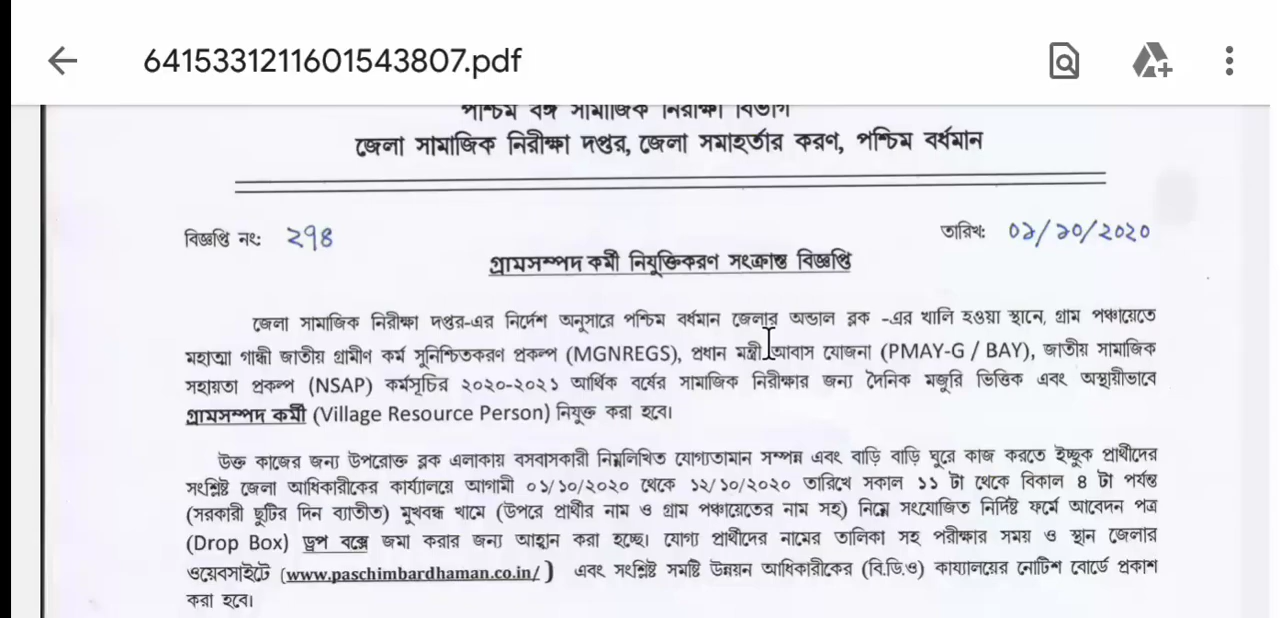 6415331211601543807.pdf
পশ্চিম বঙ্গ সামাজিক নিরীক্ষা বিভাগ
জেলা সামাজিক নিরীক্ষা দপ্তর, জেলা সমাহর্তার করণ, পশ্চিম বর্ধমান
বিজ্ঞপ্তি নং: ২৭৪ তারিখ: ০১/১০/২০২০
গ্রামসম্পদ কর্মী নিযুক্তিকরণ সংক্রান্ত বিজ্ঞপ্তি
জেলা সামাজিক নিরীক্ষা দপ্তর-এর নির্দেশ অনুসারে পশ্চিম বর্ধমান জেলার অন্ডাল ব্লক -এর খালি হওয়া স্থানে, গ্রাম পঞ্চায়েতে
মহাত্মা গান্ধী জাতীয় গ্রামীণ কর্ম সুনিশ্চিতকরণ প্রকল্প (MGNREGS), প্রধান মন্ত্রী আবাস যোজনা (PMAY-G / BAY), জাতীয় সামাজিক
সহায়তা প্রকল্প (NSAP) কর্মসূচির ২০২০-২০২১ আর্থিক বর্ষের সামাজিক নিরীক্ষার জন্য দৈনিক মজুরি ভিত্তিক এবং অস্থায়ীভাবে
গ্রামসম্পদ কর্মী (Village Resource Person) নিযুক্ত করা হবে।
উক্ত কাজের জন্য উপরোক্ত ব্লক এলাকায় বসবাসকারী নিম্নলিখিত যোগ্যতামান সম্পন্ন এবং বাড়ি বাড়ি ঘুরে কাজ করতে ইচ্ছুক প্রার্থীদের
সংশ্লিষ্ট জেলা আধিকারীকের কার্য্যালয়ে আগামী ০১/১০/২০২০ থেকে ১২/১০/২০২০ তারিখে সকাল ১১ টা থেকে বিকাল ৪ টা পর্যন্ত
(সরকারী ছুটির দিন ব্যাতীত) মুখবন্ধ খামে (উপরে প্রার্থীর নাম ও গ্রাম পঞ্চায়েতের নাম সহ) নিম্নে সংযোজিত নির্দিষ্ট ফর্মে আবেদন পত্র
(Drop Box) ড্রপ বক্সে জমা করার জন্য আহ্বান করা হচ্ছে। যোগ্য প্রার্থীদের নামের তালিকা সহ পরীক্ষার সময় ও স্থান জেলার
ওয়েবসাইটে (www.paschimbardhaman.co.in/ ) এবং সংশ্লিষ্ট সমষ্টি উন্নয়ন আধিকারীকের (বি.ডি.ও) কায্যালয়ের নোটিশ বোর্ডে প্রকাশ
করা হবে।